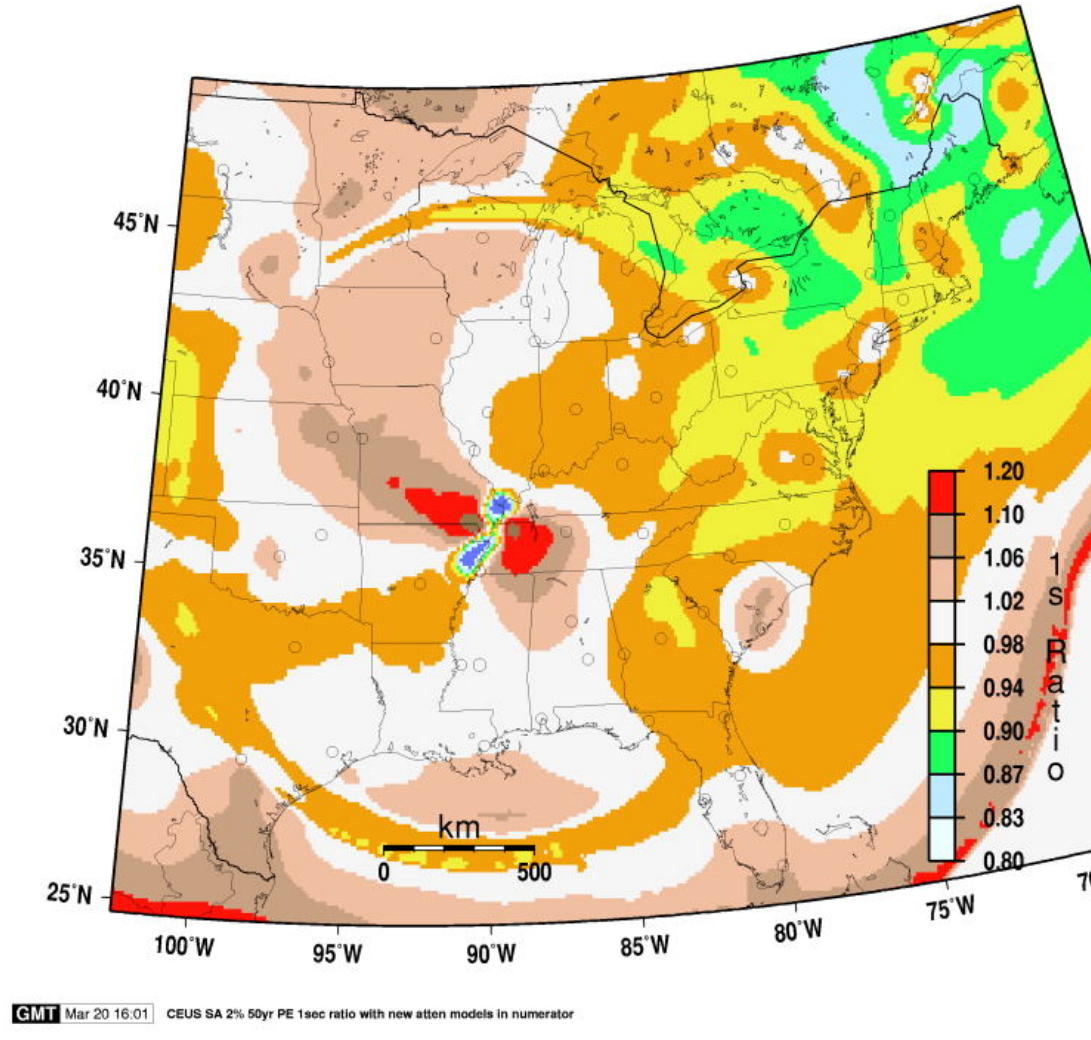 45°N
40°N
35°N
30°N
25°N
100°W
95°W
90°W
85°W
80°W
75°W
km
0 500
1.20
1.10
1.06
1.02
0.98
0.94
0.90
0.87
0.83
0.80
1s Ratio
GMT Mar 20 16:01 CEUS SA 2% 50yr PE 1sec ratio with new atten models in numerator